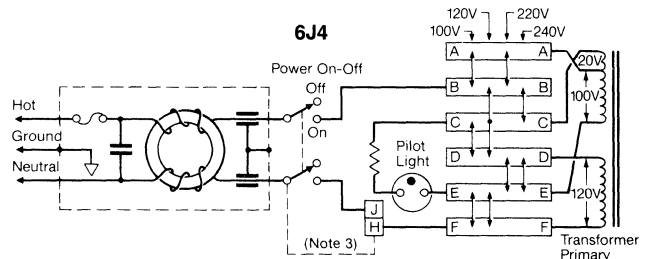 6J4
120V 220V
100V 240V
Power On-Off
Off
On
Hot
Ground
Neutral
(Note 3)
Pilot
Light
J
H
A A
B B
C C
D D
E E
F F
20V
100V
120V
Transformer
Primary